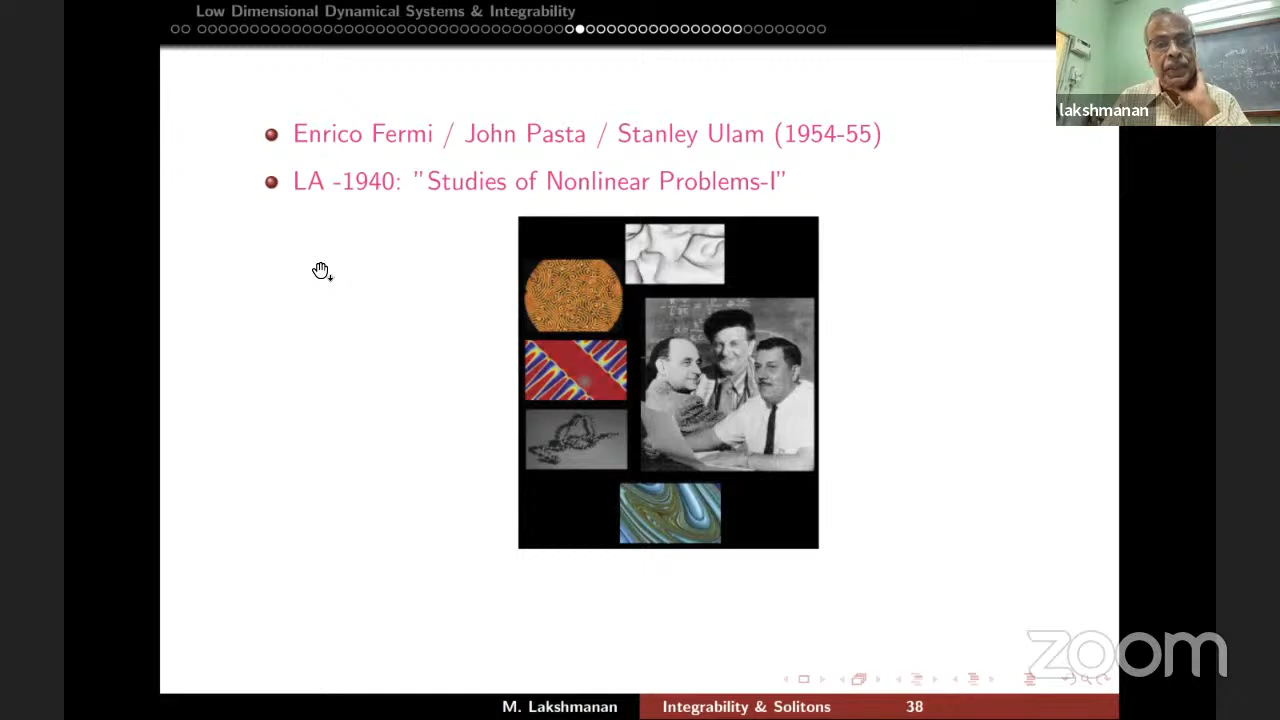 Low Dimensional Dynamical Systems & Integrability
lakshmanan
Enrico Fermi / John Pasta / Stanley Ulam (1954-55)
LA -1940: "Studies of Nonlinear Problems-I"
zoom
M. Lakshmanan Integrability & Solitons 38